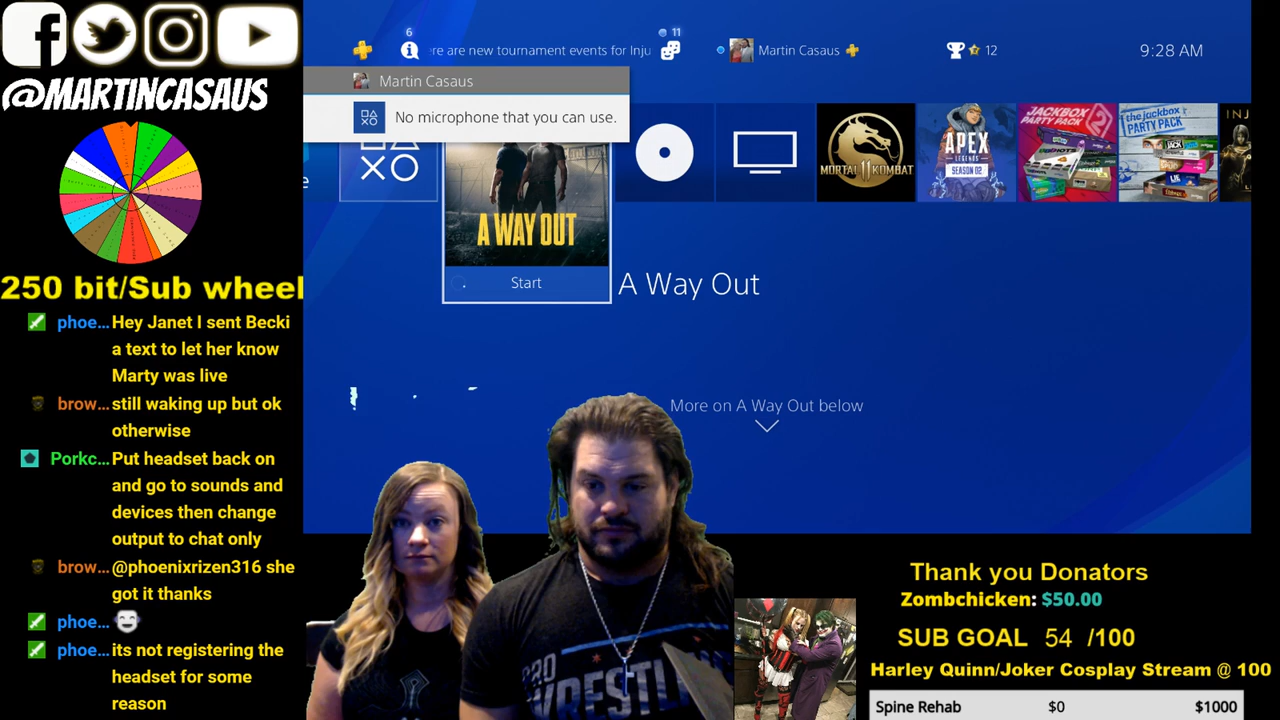 @MARTINCASAUS
250 bit/Sub wheel
phoe... Hey Janet I sent Becki
a text to let her know
Marty was live
brow... still waking up but ok
otherwise
Porkc... Put headset back on
and go to sounds and
devices then change
output to chat only
brow... @phoenixrizen316 she
got it thanks
phoe...
phoe... its not registering the
headset for some
reason
6
ere are new tournament events for Inju
11
Martin Casaus
12
9:28 AM
Martin Casaus
No microphone that you can use.
e
A WAY OUT
Start
A Way Out
MORTAL KOMBAT 11
APEX
LEGENDS
SEASON 02
JACKBOX
PARTY PACK 2
the jackbox
PARTY PACK
INJ
More on A Way Out below
PRO
WRESTLI
Thank you Donators
Zombchicken: $50.00
SUB GOAL 54 /100
Harley Quinn/Joker Cosplay Stream @ 100
Spine Rehab $0 $1000